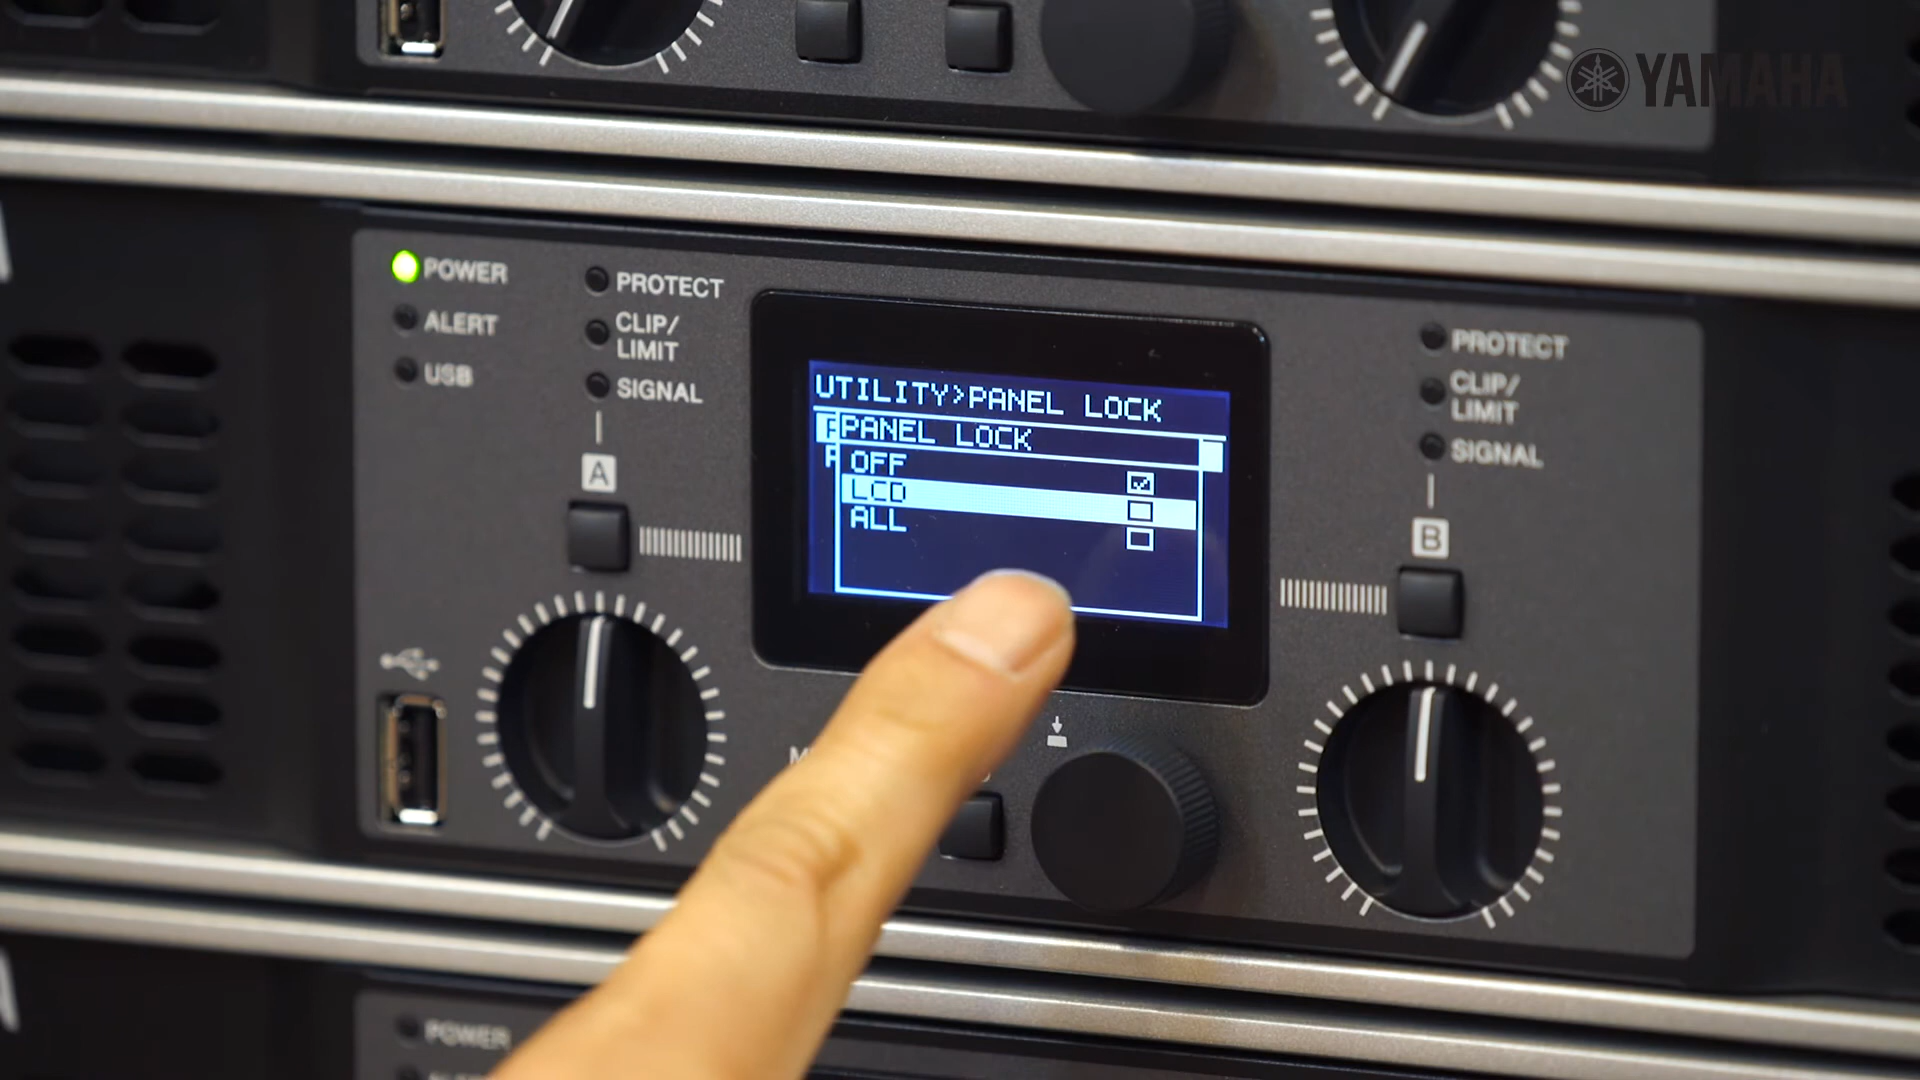 YAMAHA
POWER
ALERT
USB
PROTECT
CLIP/
LIMIT
SIGNAL
A
UTILITY>PANEL LOCK
PANEL LOCK
OFF
LCD
ALL
PROTECT
CLIP/
LIMIT
SIGNAL
B
POWER